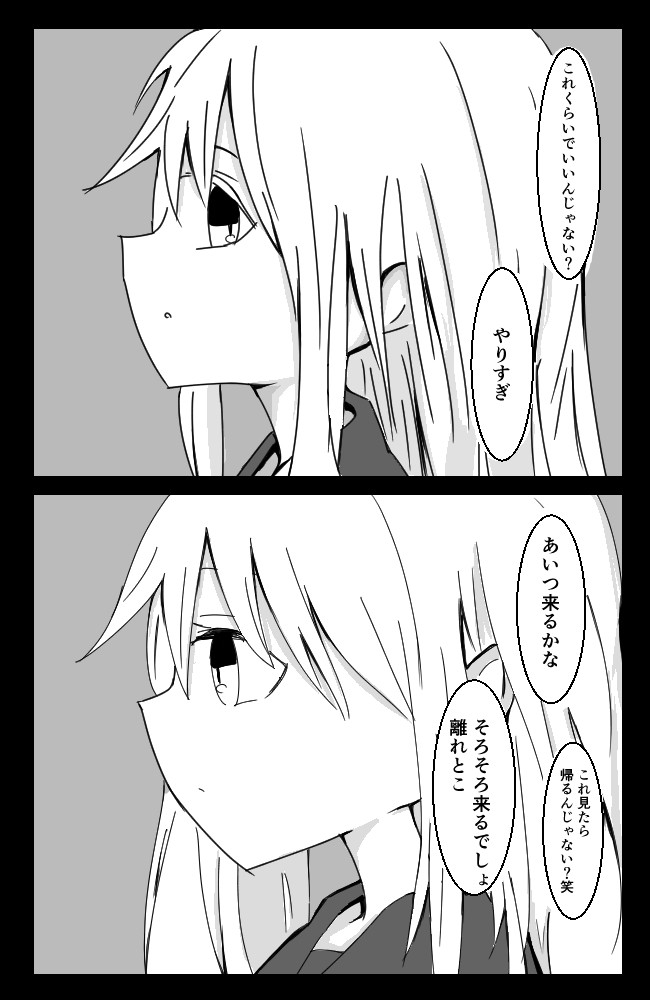 これくらいでいいんじゃない?
やりすぎ
あいつ来るかな
これ見たら
帰るんじゃない?笑
そろそろ来るでしょ
離れとこ